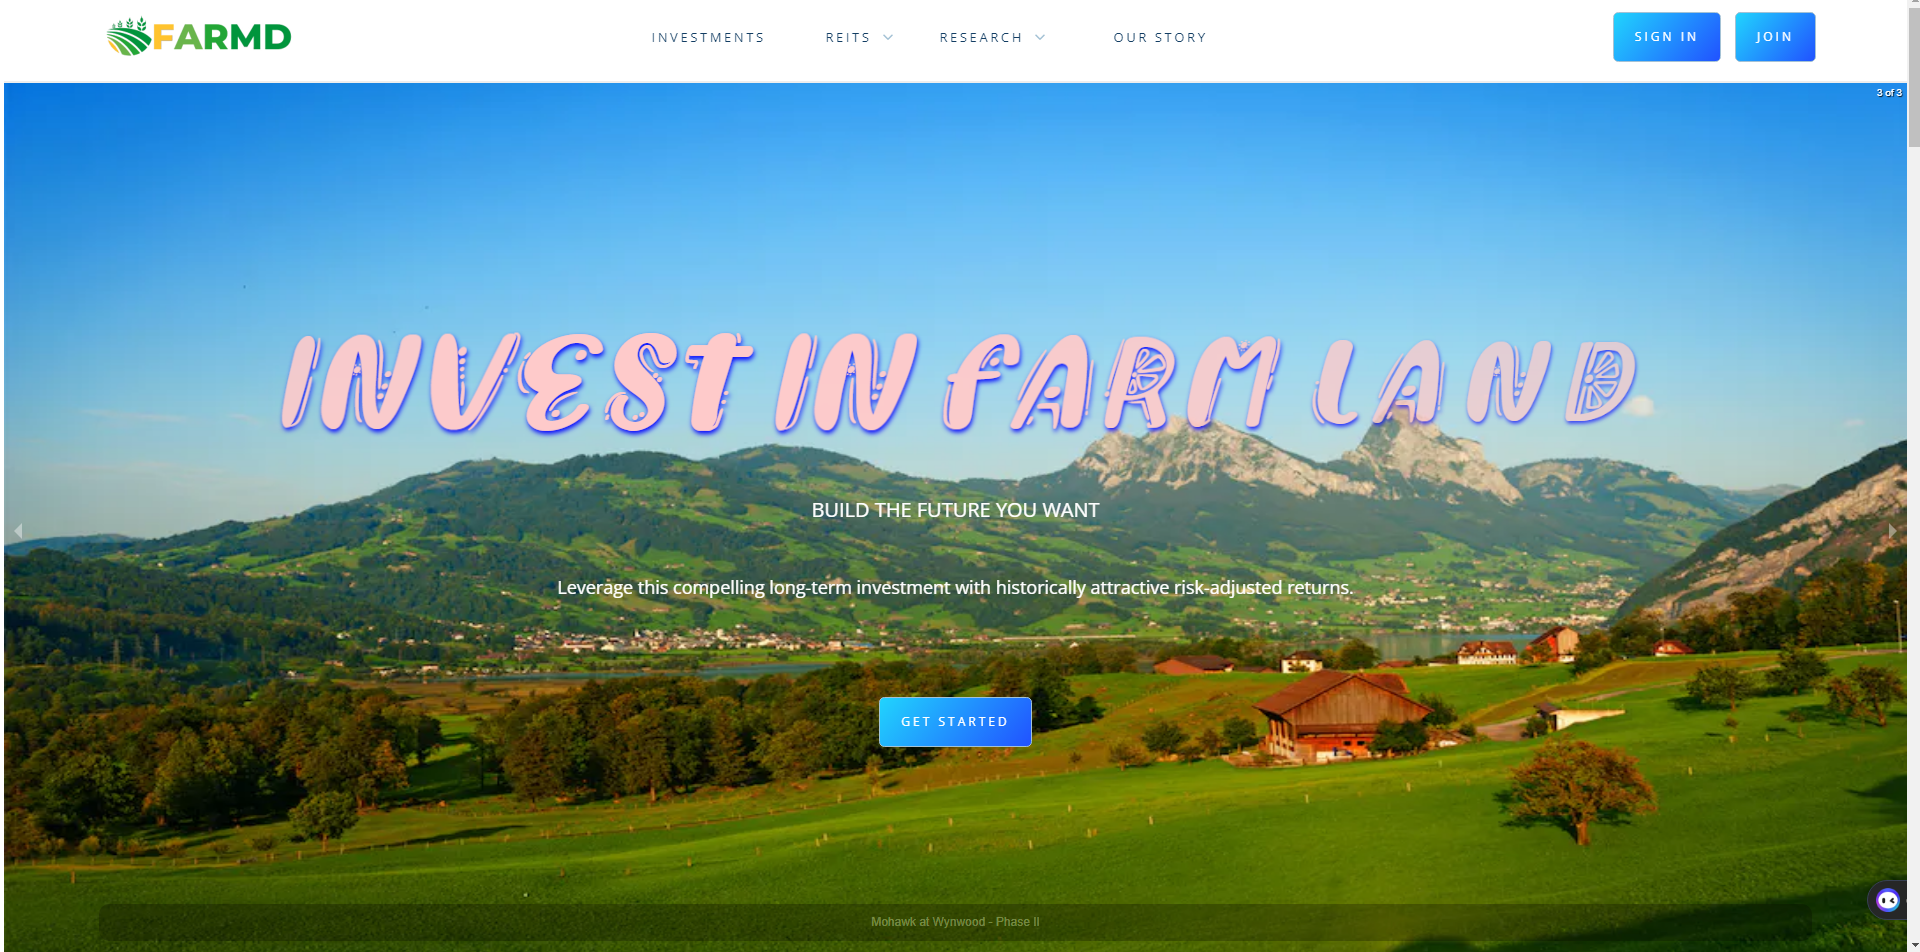 FARMD
INVESTMENTS REITS RESEARCH OUR STORY
SIGN IN JOIN
3 of 3
INVEST IN FARM LAND
BUILD THE FUTURE YOU WANT
Leverage this compelling long-term investment with historically attractive risk-adjusted returns.
GET STARTED
Mohawk at Wynwood - Phase II